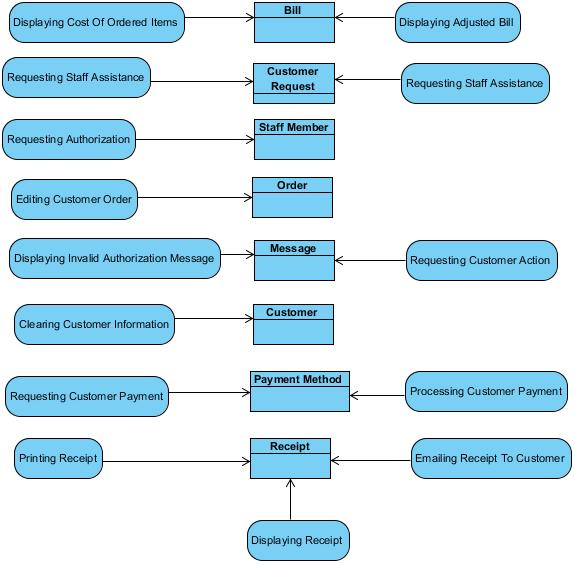 Displaying Cost Of Ordered Items
Bill
Displaying Adjusted Bill
Requesting Staff Assistance
Customer
Request
Requesting Staff Assistance
Requesting Authorization
Staff Member
Editing Customer Order
Order
Displaying Invalid Authorization Message
Message
Requesting Customer Action
Clearing Customer Information
Customer
Requesting Customer Payment
Payment Method
Processing Customer Payment
Printing Receipt
Receipt
Emailing Receipt To Customer
Displaying Receipt